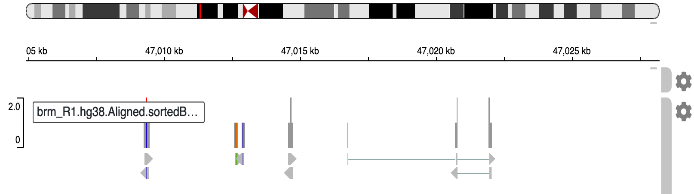 05 kb 47,010 kb 47,015 kb 47,020 kb 47,025 kb
2.0
brm_R1.hg38.Aligned.sortedB...
0